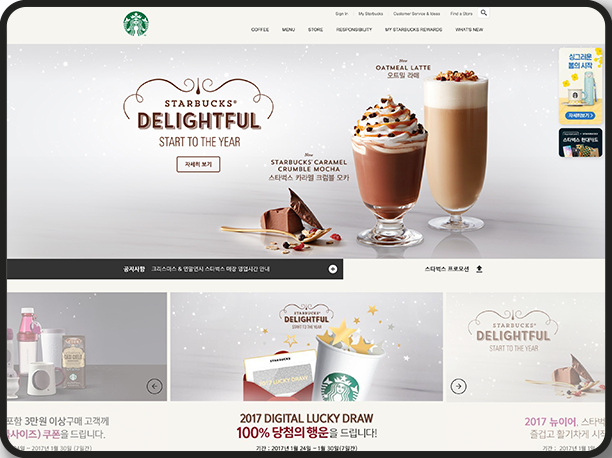 Sign In
My Starbucks
Customer Service & Ideas
Find a Store
COFFEE
MENU
STORE
RESPONSIBILITY
MY STARBUCKS REWARDS
WHAT'S NEW
New
OATMEAL LATTE
오트밀 라떼
STARBUCKS®
DELIGHTFUL
START TO THE YEAR
자세히 보기
New
STARBUCKS® CARAMEL
CRUMBLE MOCHA
스타벅스 카라멜 크럼블 모카
싱그러운
봄의 시작
자세히보기 >
스타벅스 현대카드
공지사항 크리스마스 & 연말연시 스타벅스 매장 영업시간 안내
스타벅스 프로모션
STARBUCKS®
DELIGHTFUL
START TO THE YEAR
LUCKY DRAW
STARBUCKS®
DELIGHTFUL
START TO THE YEAR
포함 3만원 이상구매 고객께
사이즈) 쿠폰을 드립니다.
2017년 1월 30일 (7일간)
2017 DIGITAL LUCKY DRAW
100% 당첨의 행운을 드립니다!
기간 : 2017년 1월 24일 ~ 1월 30일(7일간)
2017 뉴이어, 스타벅
즐겁고 활기차게 시작
기간 : 2017년 1월